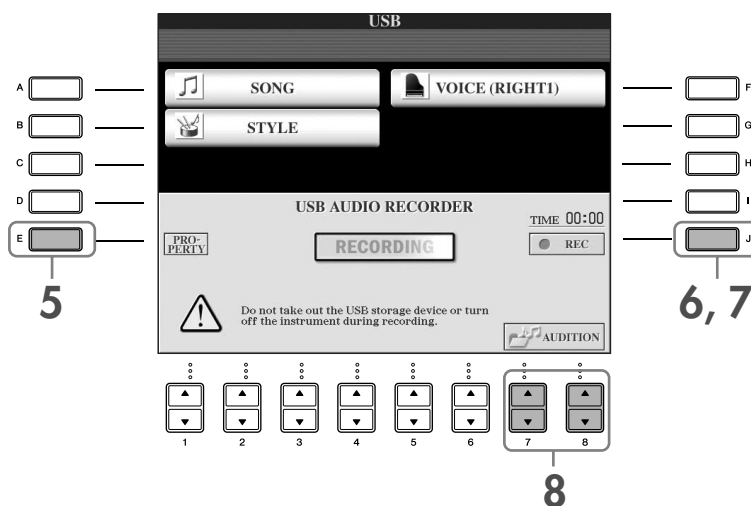 USB
SONG
VOICE (RIGHT1)
STYLE
A
B
C
D
E
F
G
H
I
J
USB AUDIO RECORDER
TIME 00:00
PRO-
PERTY
RECORDING
REC
Do not take out the USB storage device or turn
off the instrument during recording.
AUDITION
5
6, 7
1 2 3 4 5 6 7 8
8